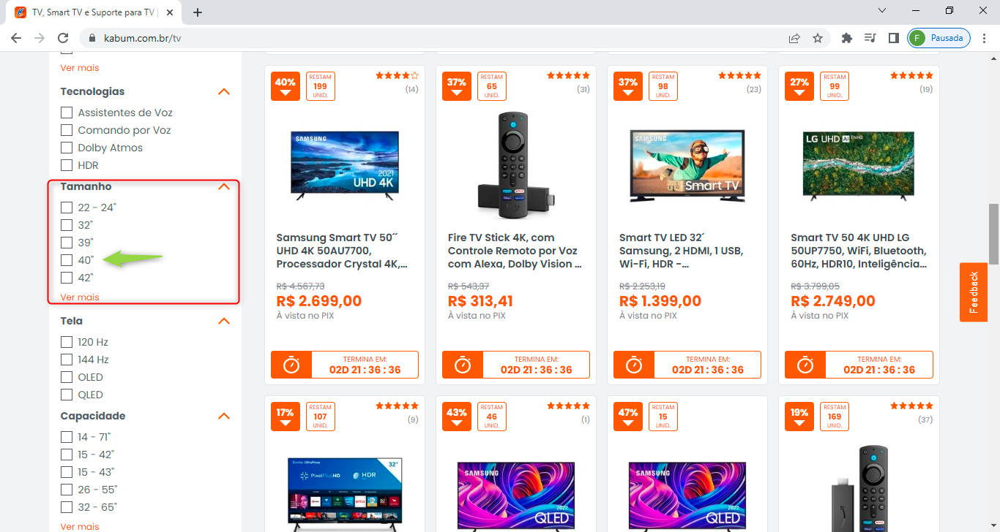 TV, Smart TV e Suporte para TV |
kabum.com.br/tv
F
Pausada
Ver mais
Tecnologias
Assistentes de Voz
Comando por Voz
Dolby Atmos
HDR
Tamanho
22 - 24"
32"
39"
40"
42"
Ver mais
Tela
120 Hz
144 Hz
OLED
QLED
Capacidade
14 - 71"
15 - 42"
15 - 43"
26 - 55"
32 - 65"
Ver mais
40%
RESTAM
199
UNID.
(14)
SAMSUNG
2021
UHD 4K
Samsung Smart TV 50´´
UHD 4K 50AU7700,
Processador Crystal 4K,...
R$ 4.567,73
R$ 2.699,00
À vista no PIX
TERMINA EM:
02D 21 : 36 : 36
37%
RESTAM
65
UNID.
(31)
Fire TV Stick 4K, com
Controle Remoto por Voz
com Alexa, Dolby Vision ...
R$ 543,37
R$ 313,41
À vista no PIX
TERMINA EM:
02D 21 : 36 : 36
37%
RESTAM
98
UNID.
(23)
SAMSUNG
Smart TV
Smart TV LED 32´
Samsung, 2 HDMI, 1 USB,
Wi-Fi, HDR -...
R$ 2.253,19
R$ 1.399,00
À vista no PIX
TERMINA EM:
02D 21 : 36 : 36
27%
RESTAM
99
UNID.
(19)
LG UHD AI ThinQ
Smart TV 50 4K UHD LG
50UP7750, WiFi, Bluetooth,
60Hz, HDR10, Inteligência...
R$ 3.799,05
R$ 2.749,00
À vista no PIX
TERMINA EM:
02D 21 : 36 : 36
Feedback
17%
RESTAM
107
UNID.
(9)
Bordas Ultrafinas
32"
PixelPlusHD
HDR
43%
RESTAM
46
UNID.
(1)
SAMSUNG
2022
QLED
47%
RESTAM
15
UNID.
SAMSUNG
2022
QLED
19%
RESTAM
169
UNID.
(37)